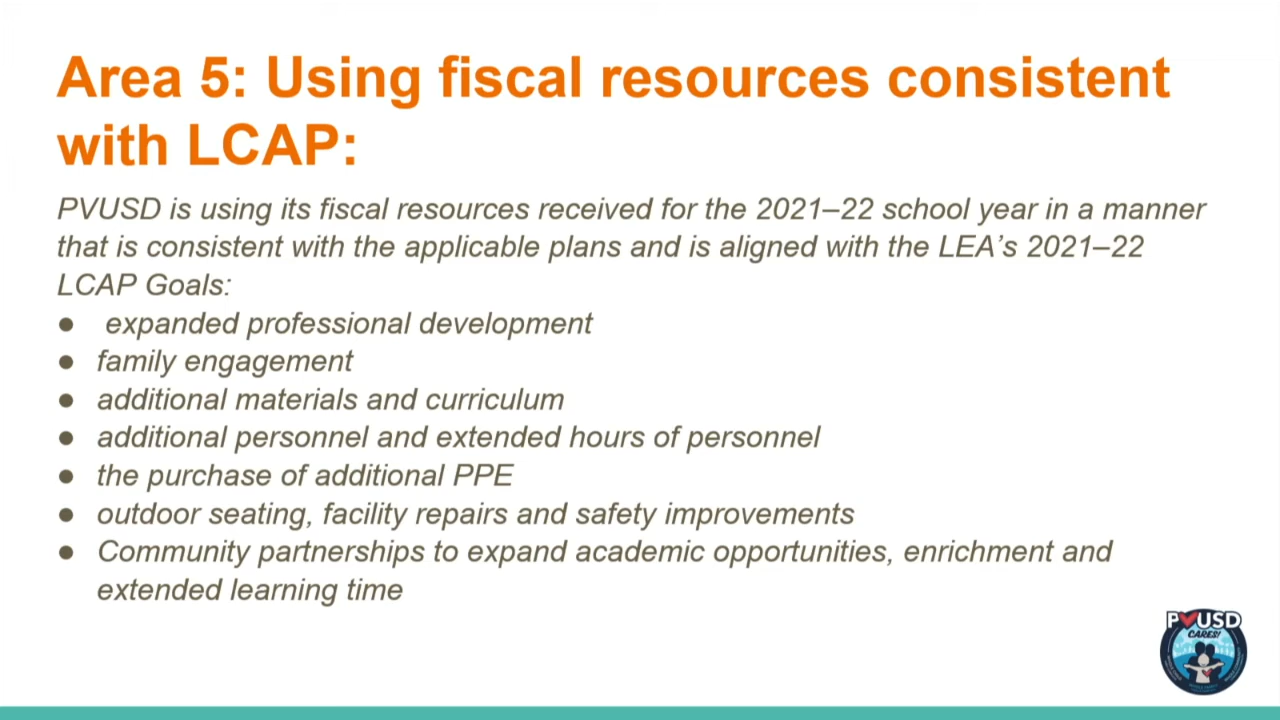 Area 5: Using fiscal resources consistent
with LCAP:
PVUSD is using its fiscal resources received for the 2021–22 school year in a manner
that is consistent with the applicable plans and is aligned with the LEA’s 2021–22
LCAP Goals:
● expanded professional development
● family engagement
● additional materials and curriculum
● additional personnel and extended hours of personnel
● the purchase of additional PPE
● outdoor seating, facility repairs and safety improvements
● Community partnerships to expand academic opportunities, enrichment and
extended learning time
PVUSD
CARES!